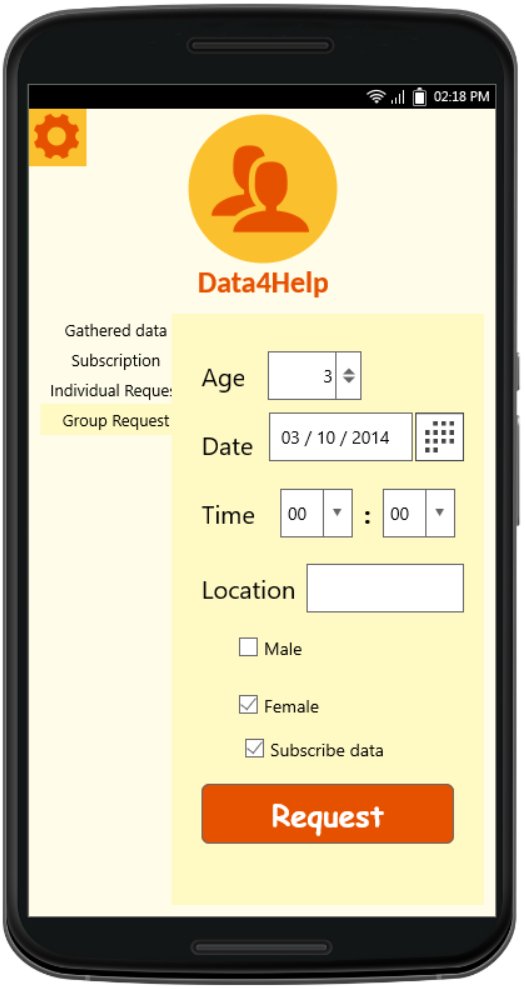 02:18 PM
Data4Help
Gathered data
Subscription
Individual Reques
Group Request
Age 3
Date 03 / 10 / 2014
Time 00 : 00
Location
Male
Female
Subscribe data
Request